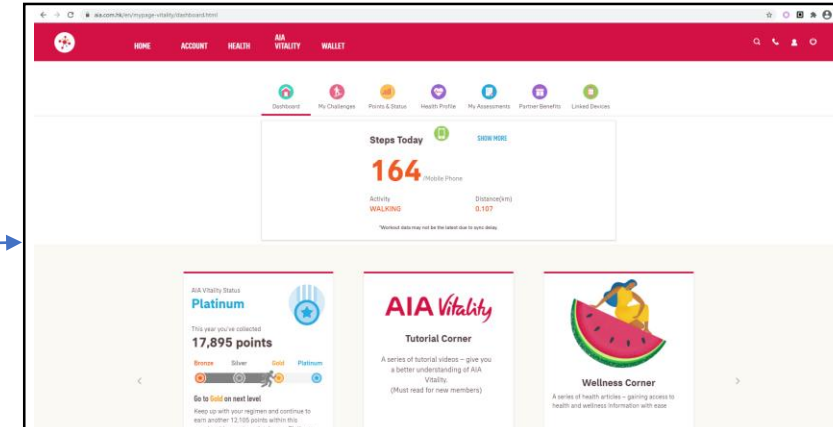 aia.com.hk/en/mypage-vitality/dashboard.html
HOME ACCOUNT HEALTH AIA VITALITY WALLET
Dashboard My Challenges Points & Status Health Profile My Assessments Partner Benefits Linked Devices
Steps Today SHOW MORE
164 /Mobile Phone
Activity Distance(km)
WALKING 0.107
*Workout data may not be the latest due to sync delay.
AIA Vitality Status
Platinum
This year you've collected
17,895 points
Bronze Silver Gold Platinum
Go to Gold on next level
Keep up with your regimen and continue to
earn another 12,105 points within this
AIA Vitality
Tutorial Corner
A series of tutorial videos – give you
a better understanding of AIA
Vitality.
(Must read for new members)
Wellness Corner
A series of health articles – gaining access to
health and wellness information with ease